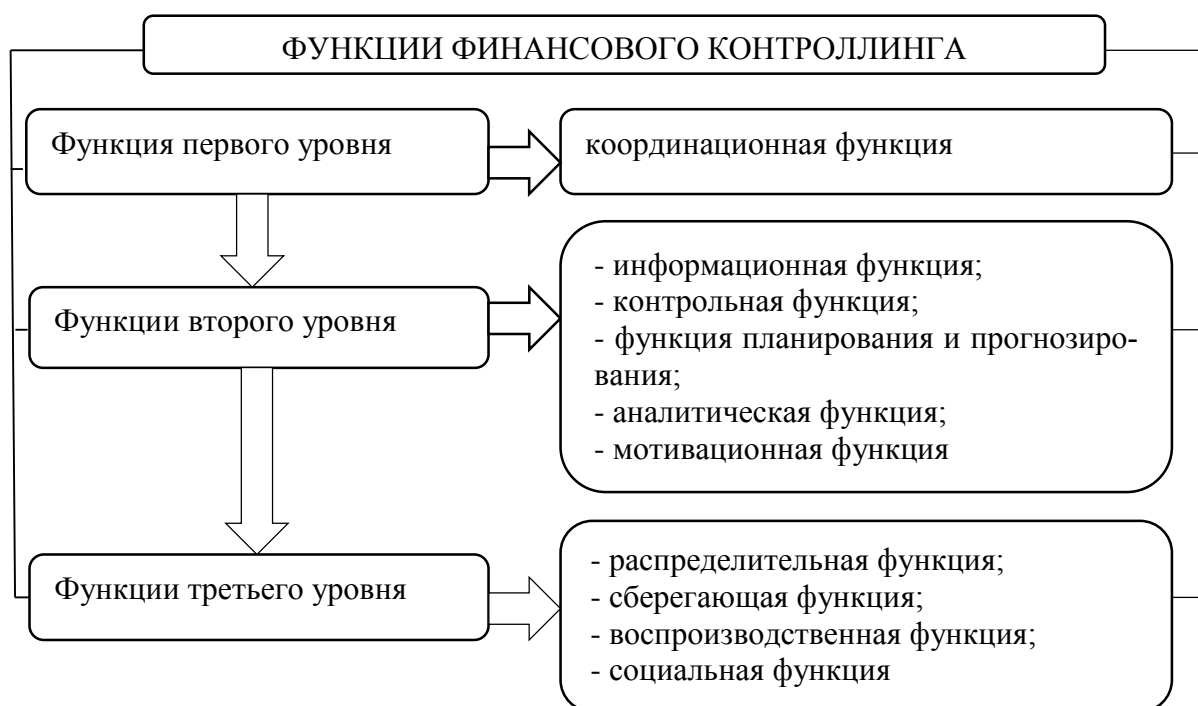 ФУНКЦИИ ФИНАНСОВОГО КОНТРОЛЛИНГА
Функция первого уровня
координационная функция
Функции второго уровня
- информационная функция;
- контрольная функция;
- функция планирования и прогнозиро-
вания;
- аналитическая функция;
- мотивационная функция
Функции третьего уровня
- распределительная функция;
- сберегающая функция;
- воспроизводственная функция;
- социальная функция